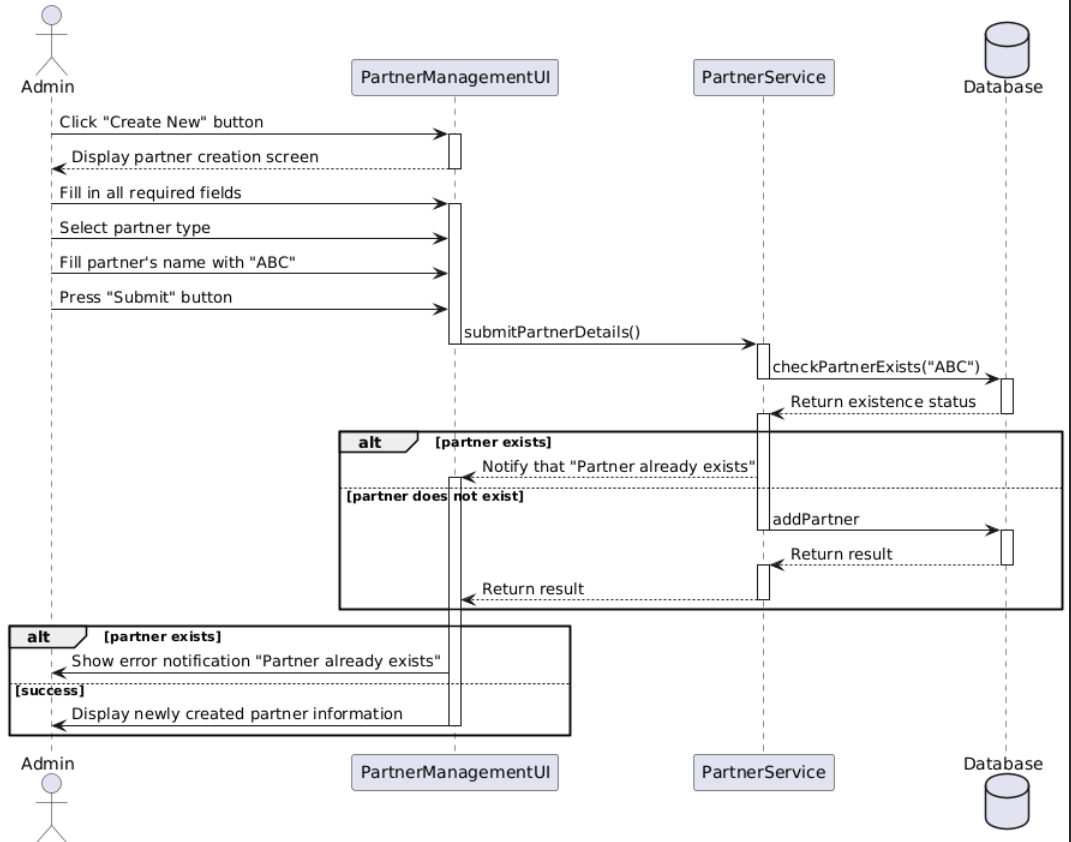 Admin
PartnerManagementUI
PartnerService
Database
Click "Create New" button
Display partner creation screen
Fill in all required fields
Select partner type
Fill partner's name with "ABC"
Press "Submit" button
submitPartnerDetails()
checkPartnerExists("ABC")
Return existence status
alt [partner exists]
Notify that "Partner already exists"
[partner does not exist]
addPartner
Return result
Return result
alt [partner exists]
Show error notification "Partner already exists"
[success]
Display newly created partner information
Admin
PartnerManagementUI
PartnerService
Database